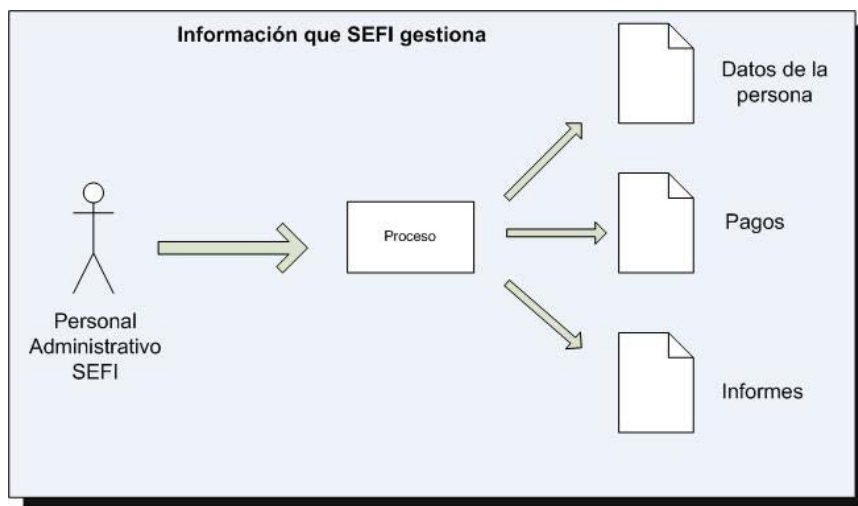 Información que SEFI gestiona
Datos de la
persona
Proceso
Pagos
Personal
Administrativo
SEFI
Informes